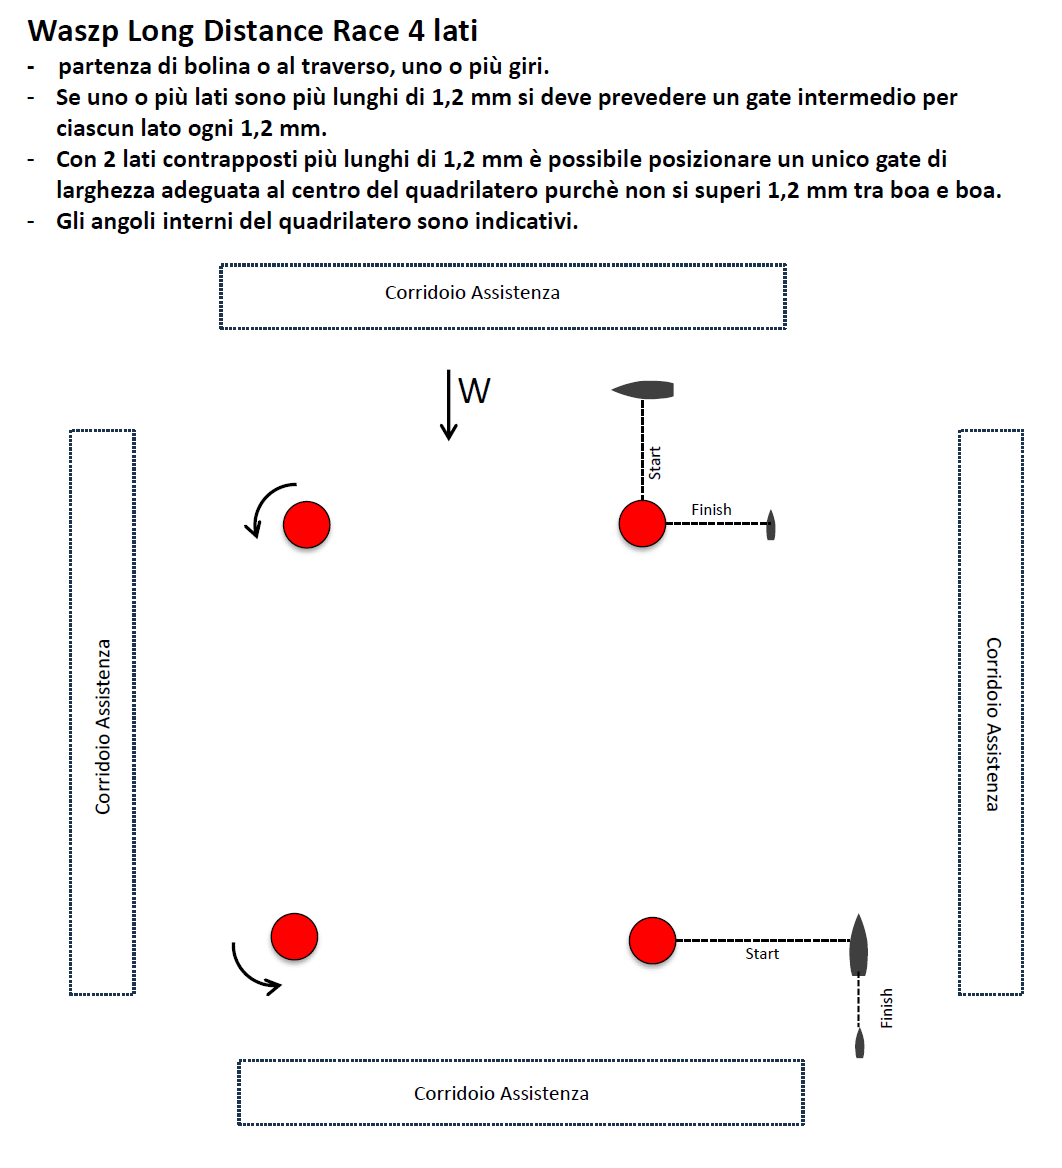 Waszp Long Distance Race 4 lati
- partenza di bolina o al traverso, uno o più giri.
- Se uno o più lati sono più lunghi di 1,2 mm si deve prevedere un gate intermedio per
ciascun lato ogni 1,2 mm.
- Con 2 lati contrapposti più lunghi di 1,2 mm è possibile posizionare un unico gate di
larghezza adeguata al centro del quadrilatero purchè non si superi 1,2 mm tra boa e boa.
- Gli angoli interni del quadrilatero sono indicativi.
Corridoio Assistenza
W
Start
Finish
Corridoio Assistenza
Corridoio Assistenza
Start
Finish
Corridoio Assistenza